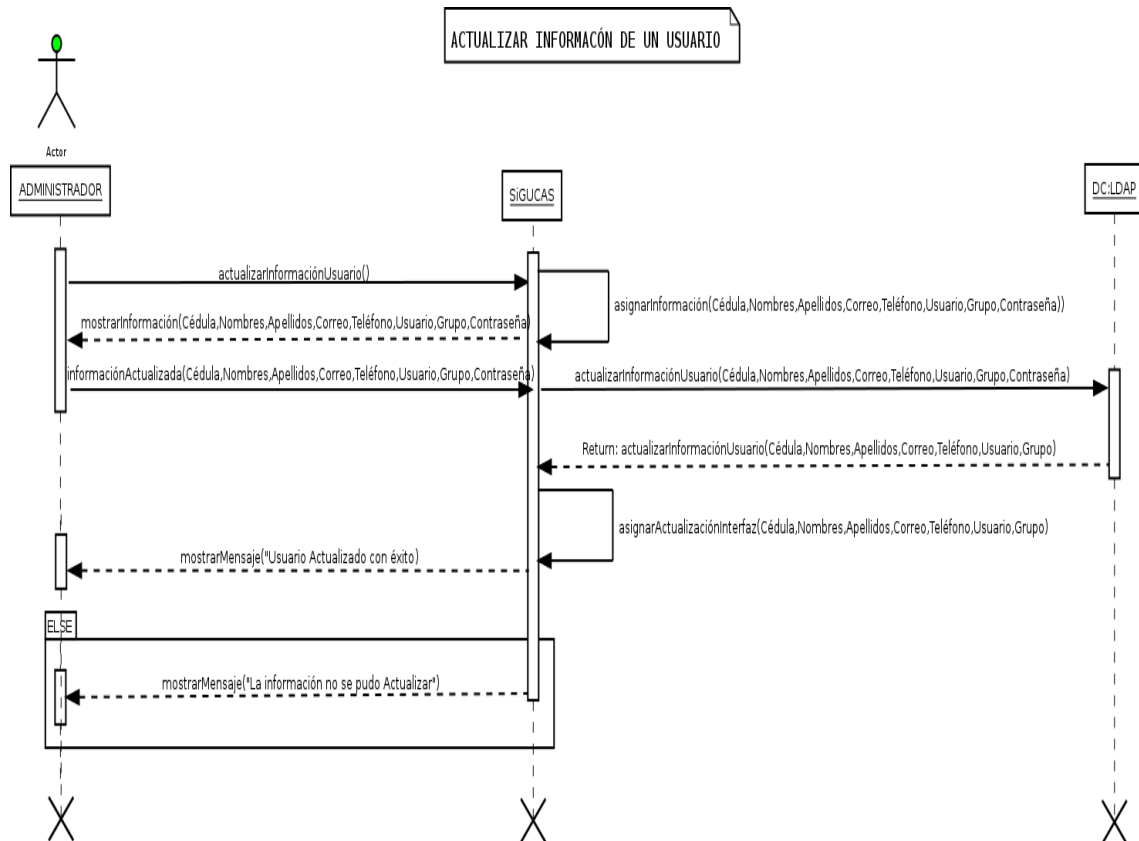 ACTUALIZAR INFORMACÓN DE UN USUARIO
Actor
ADMINISTRADOR
SiGUCAS
DC:LDAP
actualizarInformaciónUsuario()
asignarInformación(Cédula,Nombres,Apellidos,Correo,Teléfono,Usuario,Grupo,Contraseña))
mostrarInformación(Cédula,Nombres,Apellidos,Correo,Teléfono,Usuario,Grupo,Contraseña)
informaciónActualizada(Cédula,Nombres,Apellidos,Correo,Teléfono,Usuario,Grupo,Contraseña)
actualizarInformaciónUsuario(Cédula,Nombres,Apellidos,Correo,Teléfono,Usuario,Grupo,Contraseña)
Return: actualizarInformaciónUsuario(Cédula,Nombres,Apellidos,Correo,Teléfono,Usuario,Grupo)
asignarActualizaciónInterfaz(Cédula,Nombres,Apellidos,Correo,Teléfono,Usuario,Grupo)
mostrarMensaje("Usuario Actualizado con éxito)
ELSE
mostrarMensaje("La información no se pudo Actualizar")